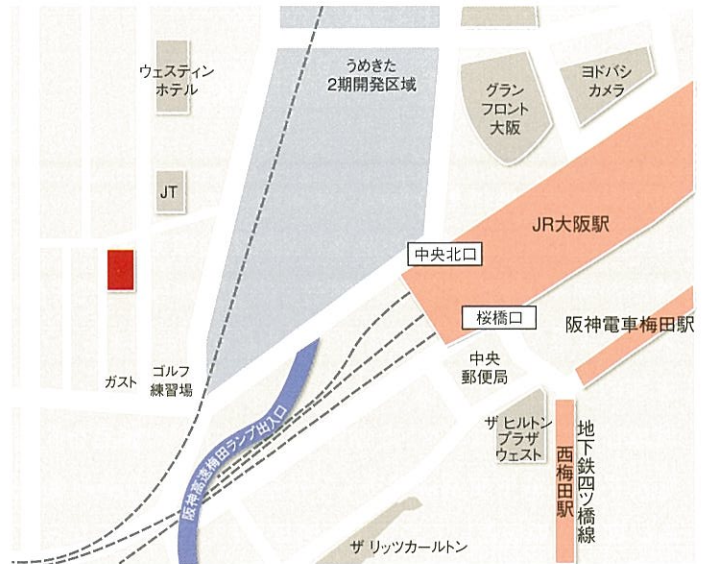 うめきた
2期開発区域
ウェスティン
ホテル
グラン
フロント
大阪
ヨドバシ
カメラ
JT
JR大阪駅
中央北口
桜橋口
阪神電車梅田駅
ガスト
ゴルフ
練習場
中央
郵便局
阪神高速梅田ランプ出入口
ザ ヒルトン
プラザ
ウェスト
地下鉄四ツ橋線
西梅田駅
ザ リッツカールトン